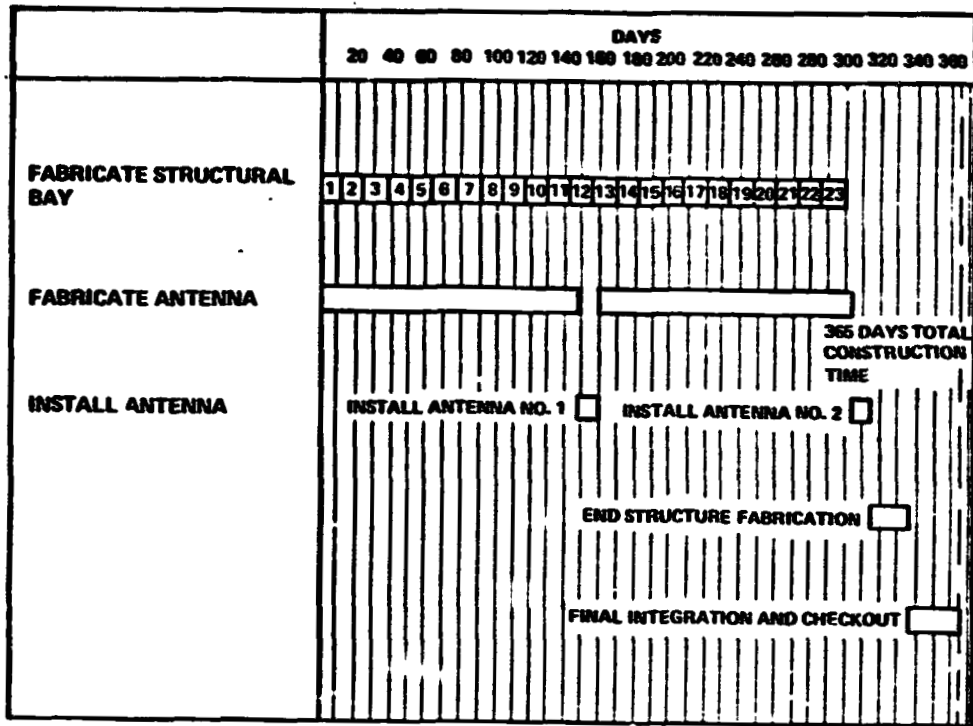 DAYS
20 40 60 80 100 120 140 160 180 200 220 240 260 280 300 320 340 360
FABRICATE STRUCTURAL
BAY
1 2 3 4 5 6 7 8 9 10 11 12 13 14 15 16 17 18 19 20 21 22 23
FABRICATE ANTENNA
365 DAYS TOTAL
CONSTRUCTION
TIME
INSTALL ANTENNA
INSTALL ANTENNA NO. 1
INSTALL ANTENNA NO. 2
END STRUCTURE FABRICATION
FINAL INTEGRATION AND CHECKOUT